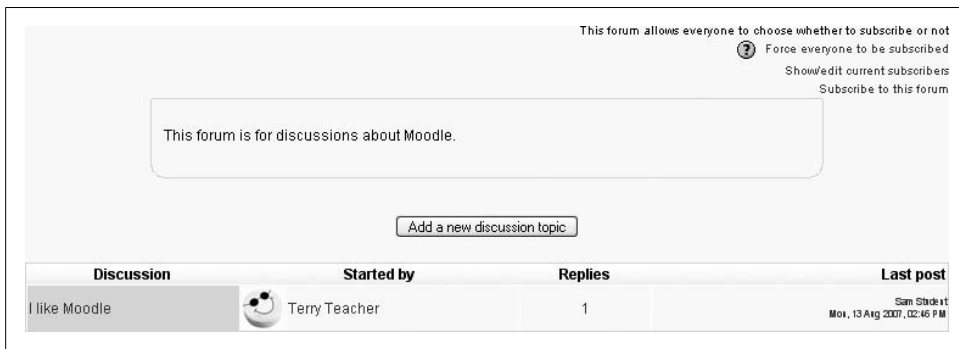 This forum allows everyone to choose whether to subscribe or not
Force everyone to be subscribed
Show/edit current subscribers
Subscribe to this forum
This forum is for discussions about Moodle.
Add a new discussion topic
Discussion Started by Replies Last post
I like Moodle Terry Teacher 1 Sam Student
Mon, 13 Aug 2007, 02:46 PM